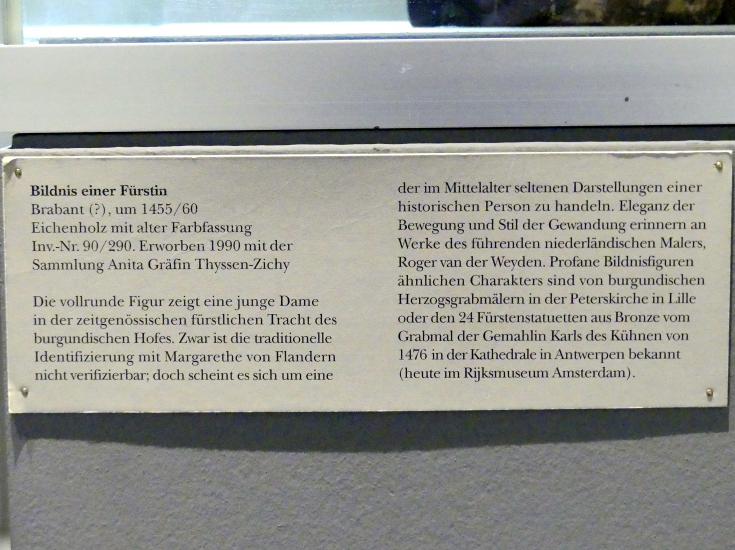 Bildnis einer Fürstin
Brabant (?), um 1455/60
Eichenholz mit alter Farbfassung
Inv.-Nr. 90/290. Erworben 1990 mit der
Sammlung Anita Gräfin Thyssen-Zichy
Die vollrunde Figur zeigt eine junge Dame
in der zeitgenössischen fürstlichen Tracht des
burgundischen Hofes. Zwar ist die traditionelle
Identifizierung mit Margarethe von Flandern
nicht verifizierbar; doch scheint es sich um eine
der im Mittelalter seltenen Darstellungen einer
historischen Person zu handeln. Eleganz der
Bewegung und Stil der Gewandung erinnern an
Werke des führenden niederländischen Malers,
Roger van der Weyden. Profane Bildnisfiguren
ähnlichen Charakters sind von burgundischen
Herzogsgrabmälern in der Peterskirche in Lille
oder den 24 Fürstenstatuetten aus Bronze vom
Grabmal der Gemahlin Karls des Kühnen von
1476 in der Kathedrale in Antwerpen bekannt
(heute im Rijksmuseum Amsterdam).